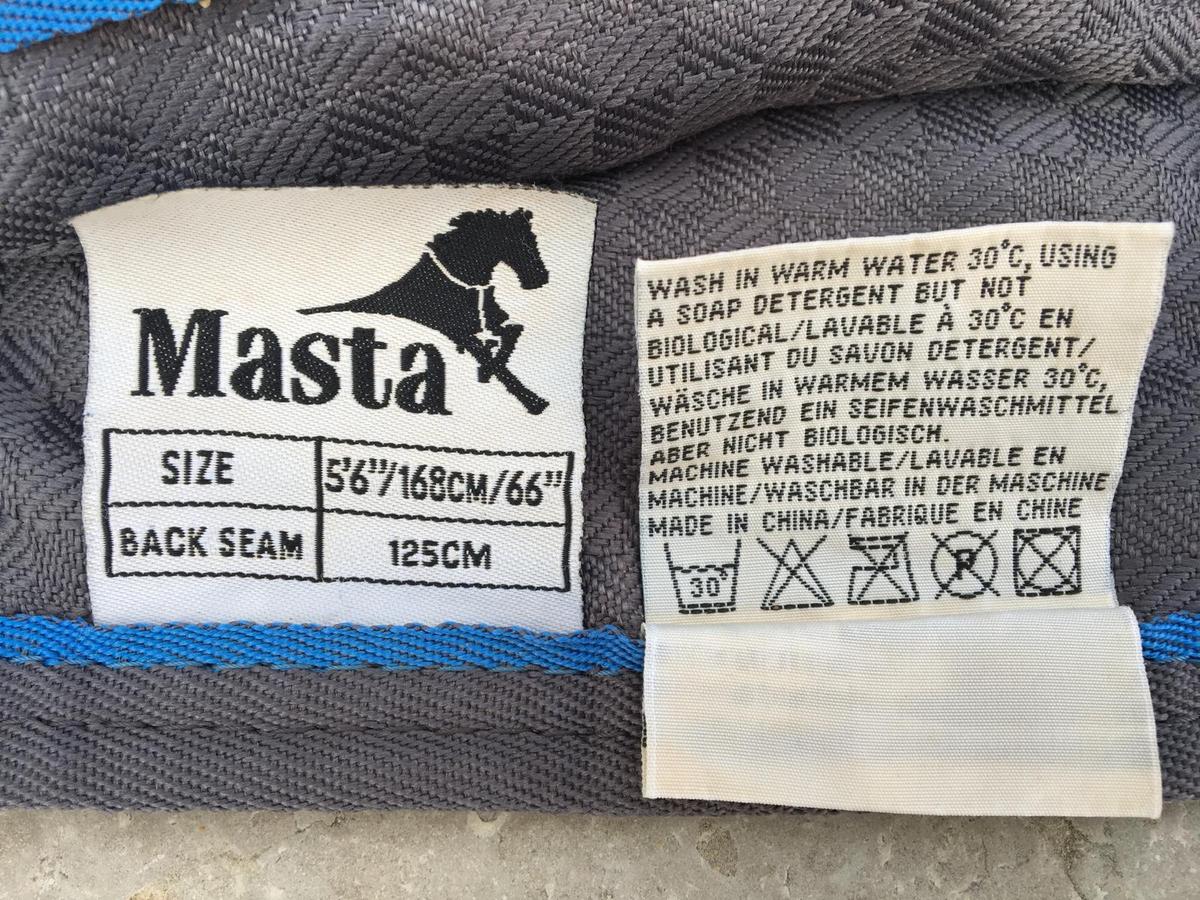 Masta
SIZE 5'6"/168CM/66"
BACK SEAM 125CM
WASH IN WARM WATER 30°C, USING
A SOAP DETERGENT BUT NOT
BIOLOGICAL/LAVABLE À 30°C EN
UTILISANT DU SAVON DETERGENT/
WÄSCHE IN WARMEM WASSER 30°C,
BENUTZEND EIN SEIFENWASCHMITTEL
ABER NICHT BIOLOGISCH.
MACHINE WASHABLE/LAVABLE EN
MACHINE/WASCHBAR IN DER MASCHINE
MADE IN CHINA/FABRIQUE EN CHINE
30° P